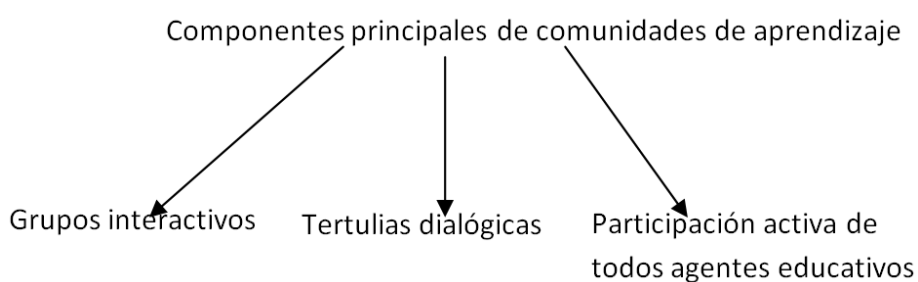 Componentes principales de comunidades de aprendizaje
Grupos interactivos
Tertulias dialógicas
Participación activa de
todos agentes educativos